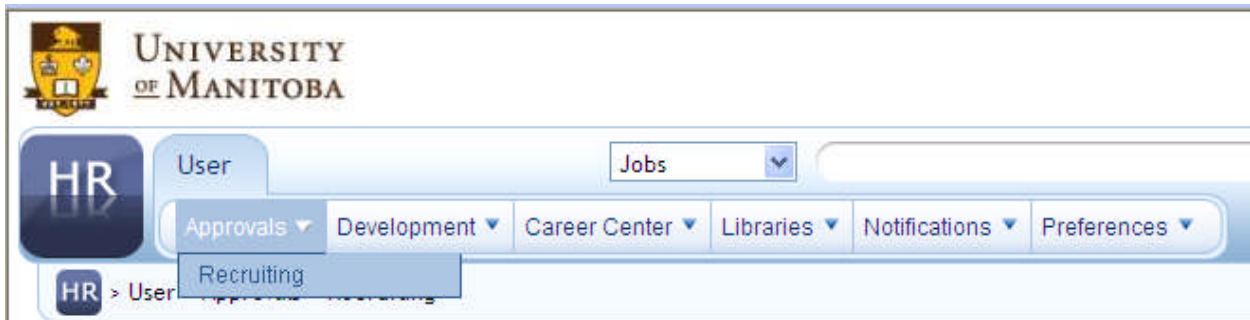 UNIVERSITY
OF MANITOBA
HR
User
Jobs
Approvals Development Career Center Libraries Notifications Preferences
Recruiting
HR > User